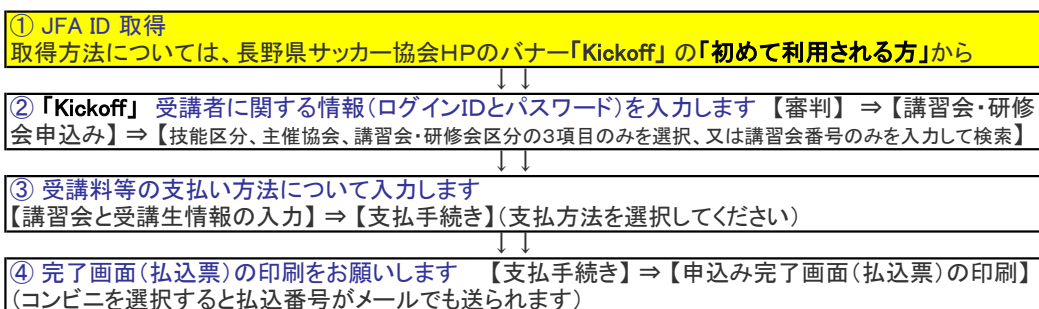 ① JFA ID 取得
取得方法については、長野県サッカー協会HPのバナー「Kickoff」の「初めて利用される方」から
↓ ↓
② 「Kickoff」 受講者に関する情報(ログインIDとパスワード)を入力します 【審判】 ⇒【講習会・研修
会申込み】⇒【技能区分、主催協会、講習会・研修会区分の3項目のみを選択、又は講習会番号のみを入力して検索】
↓ ↓
③ 受講料等の支払い方法について入力します
【講習会と受講生情報の入力】⇒【支払手続き】(支払方法を選択してください)
↓ ↓
④ 完了画面(払込票)の印刷をお願いします 【支払手続き】⇒【申込み完了画面(払込票)の印刷】
(コンビニを選択すると払込番号がメールでも送られます)